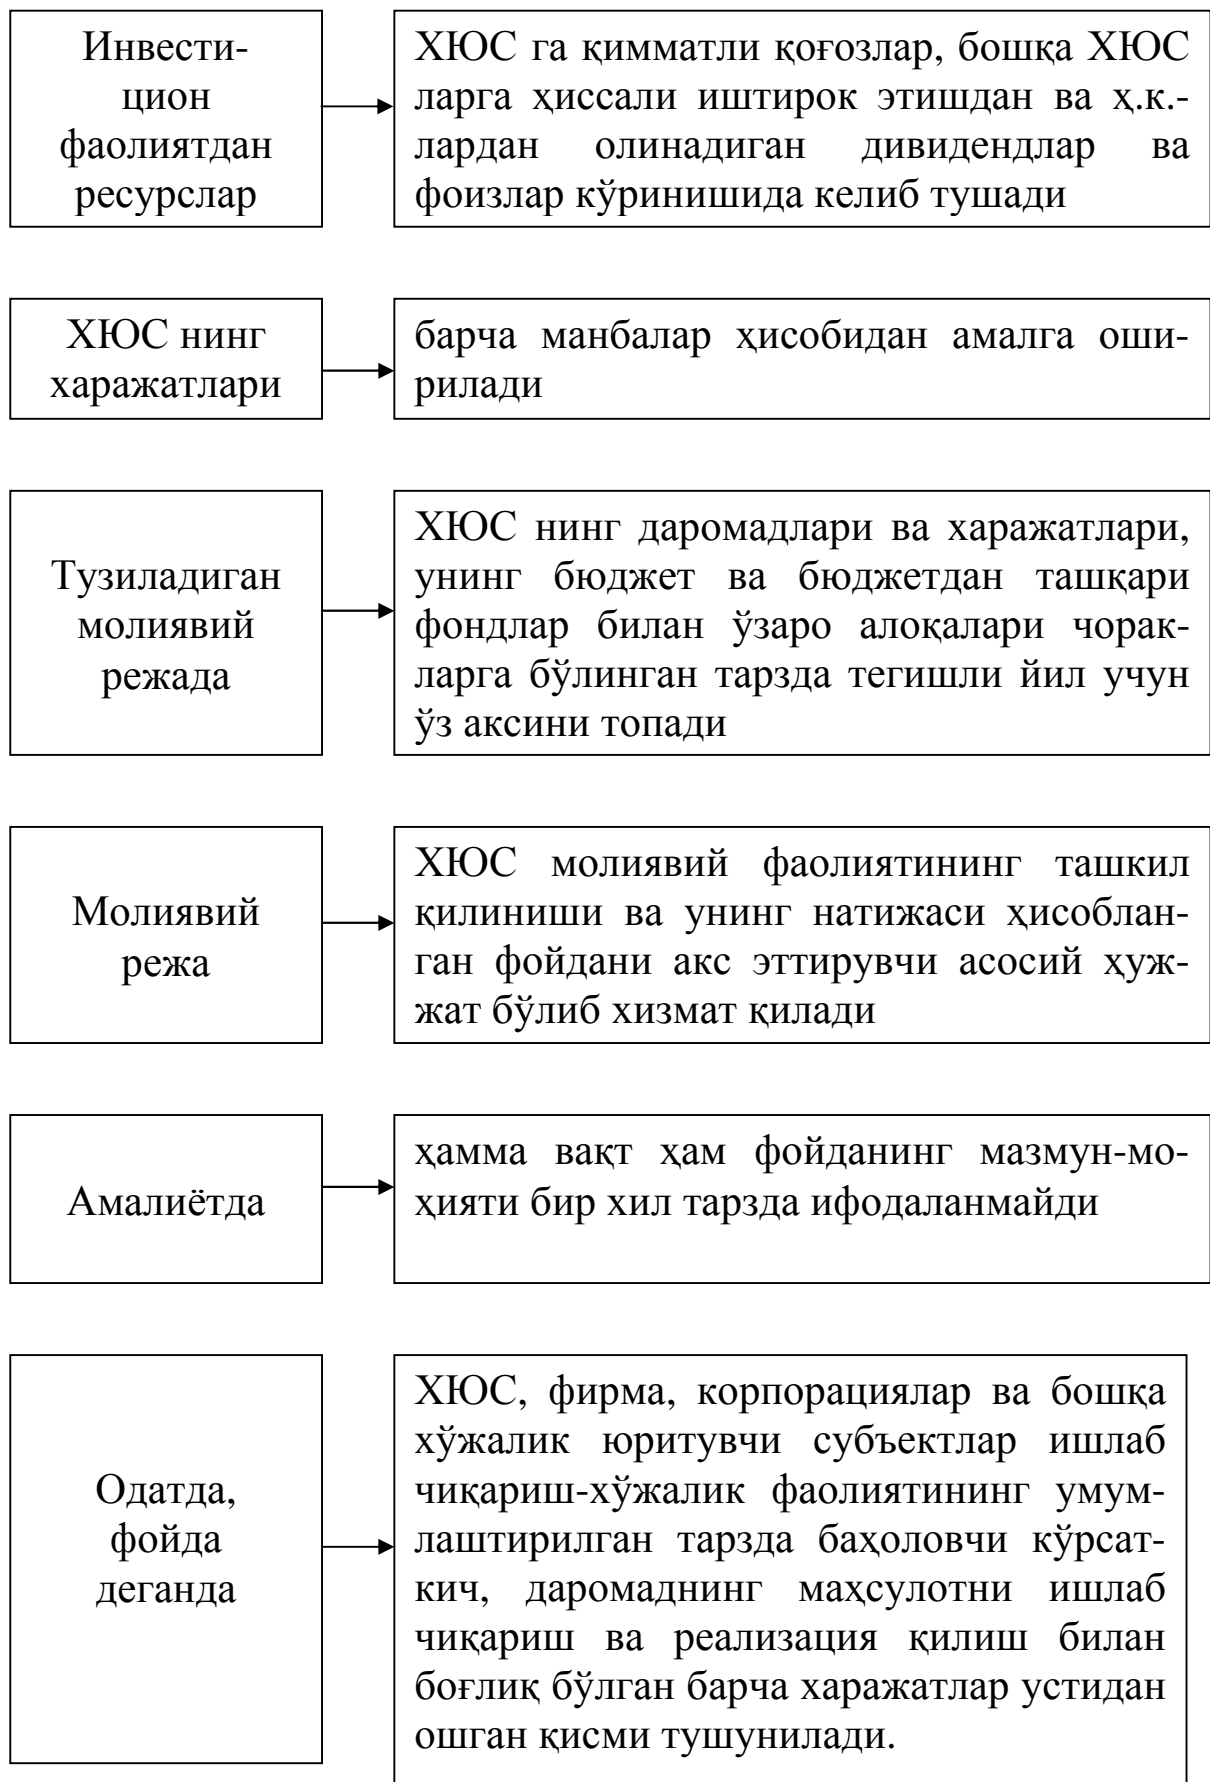 Инвести-
цион
фаолиятдан
ресурслар
ХЮС га қимматли қоғозлар, бошқа ХЮС
ларга ҳиссали иштирок этишдан ва ҳ.к.-
лардан олинадиган дивидендлар ва
фоизлар кўринишида келиб тушади
ХЮС нинг
харажатлари
барча манбалар ҳисобидан амалга оши-
рилади
Тузиладиган
молиявий
режада
ХЮС нинг даромадлари ва харажатлари,
унинг бюджет ва бюджетдан ташқари
фондлар билан ўзаро алоқалари чорак-
ларга бўлинган тарзда тегишли йил учун
ўз аксини топади
Молиявий
режа
ХЮС молиявий фаолиятининг ташкил
қилиниши ва унинг натижаси ҳисоблан-
ган фойдани акс эттирувчи асосий ҳуж-
жат бўлиб хизмат қилади
Амалиётда
ҳамма вақт ҳам фойданинг мазмун-мо-
ҳияти бир хил тарзда ифодаланмайди
Одатда,
фойда
деганда
ХЮС, фирма, корпорациялар ва бошқа
хўжалик юритувчи субъектлар ишлаб
чиқариш-хўжалик фаолиятининг умум-
лаштирилган тарзда баҳоловчи кўрсат-
кич, даромаднинг маҳсулотни ишлаб
чиқариш ва реализация қилиш билан
боғлиқ бўлган барча харажатлар устидан
ошган қисми тушунилади.